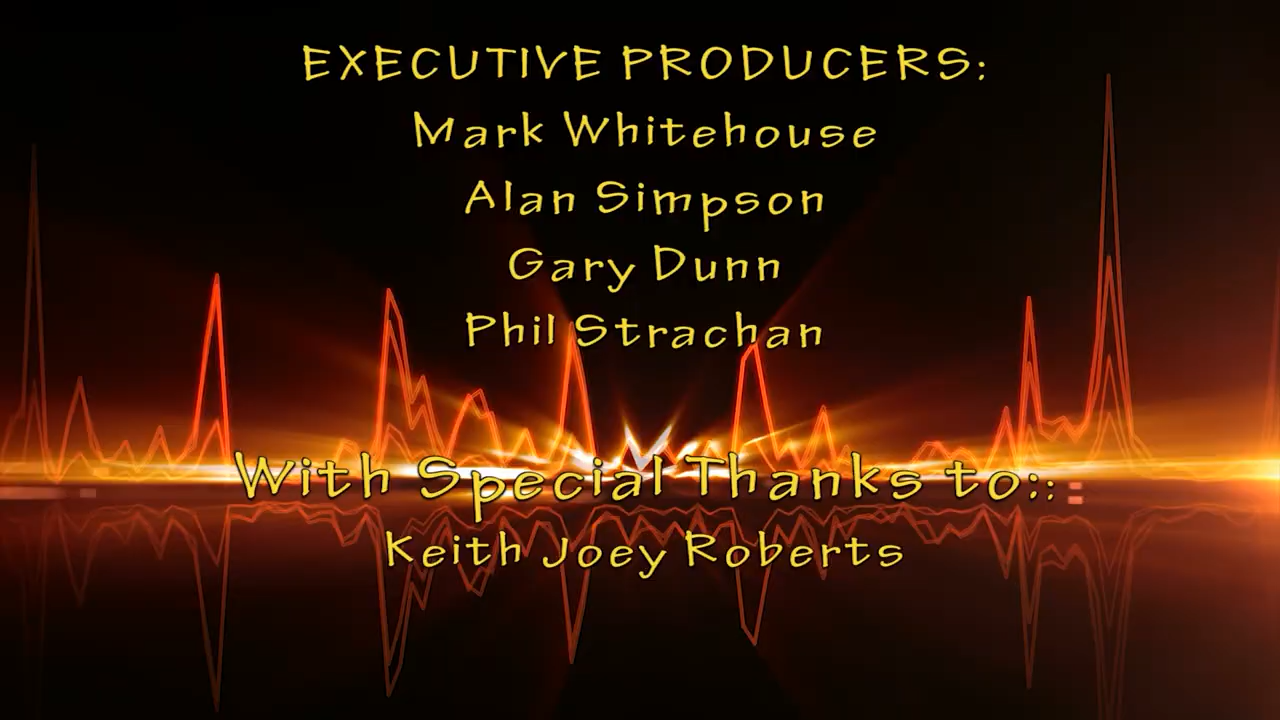 EXECUTIVE PRODUCERS:
Mark Whitehouse
Alan Simpson
Gary Dunn
Phil Strachan
With Special Thanks to::
Keith Joey Roberts